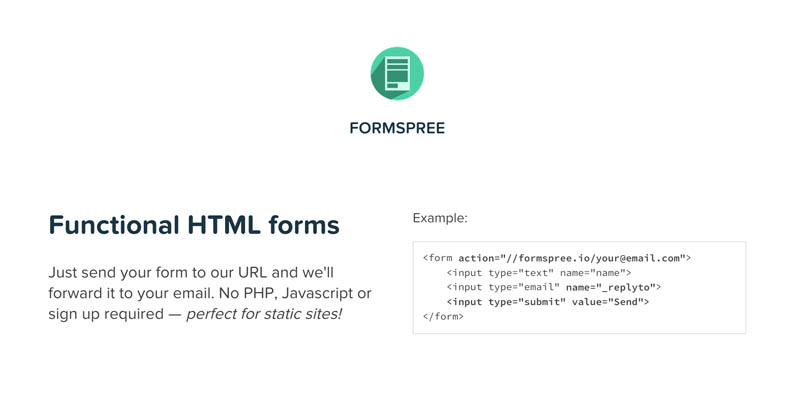 FORMSPREE
Functional HTML forms
Just send your form to our URL and we'll
forward it to your email. No PHP, Javascript or
sign up required — perfect for static sites!
Example:
<form action="//formspree.io/your@email.com">
    <input type="text" name="name">
    <input type="email" name="_replyto">
    <input type="submit" value="Send">
</form>